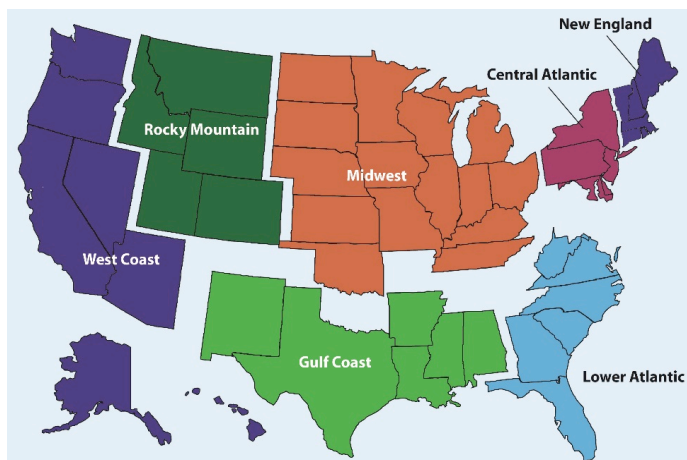 New England
Central Atlantic
Rocky Mountain
Midwest
West Coast
Gulf Coast
Lower Atlantic